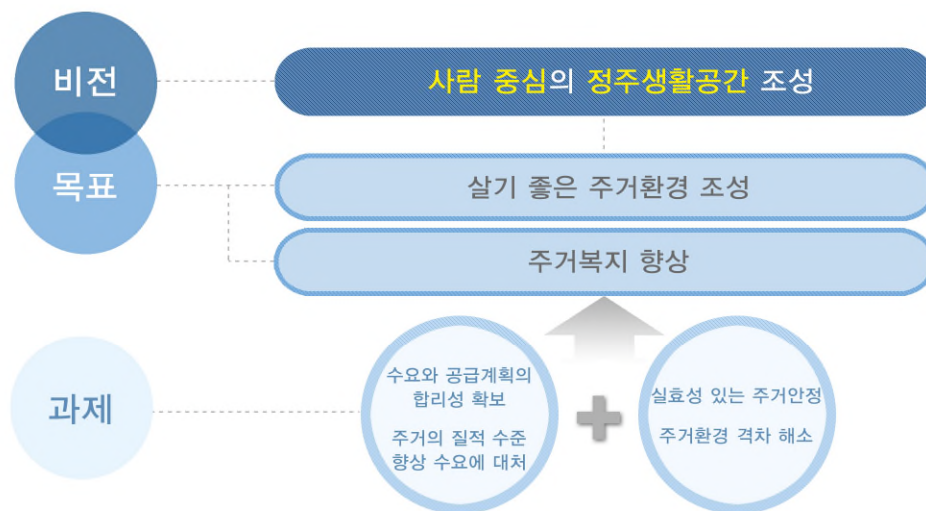 비전
사람 중심의 정주생활공간 조성
목표
살기 좋은 주거환경 조성
주거복지 향상
과제
수요와 공급계획의
합리성 확보
주거의 질적 수준
향상 수요에 대처
실효성 있는 주거안정
주거환경 격차 해소